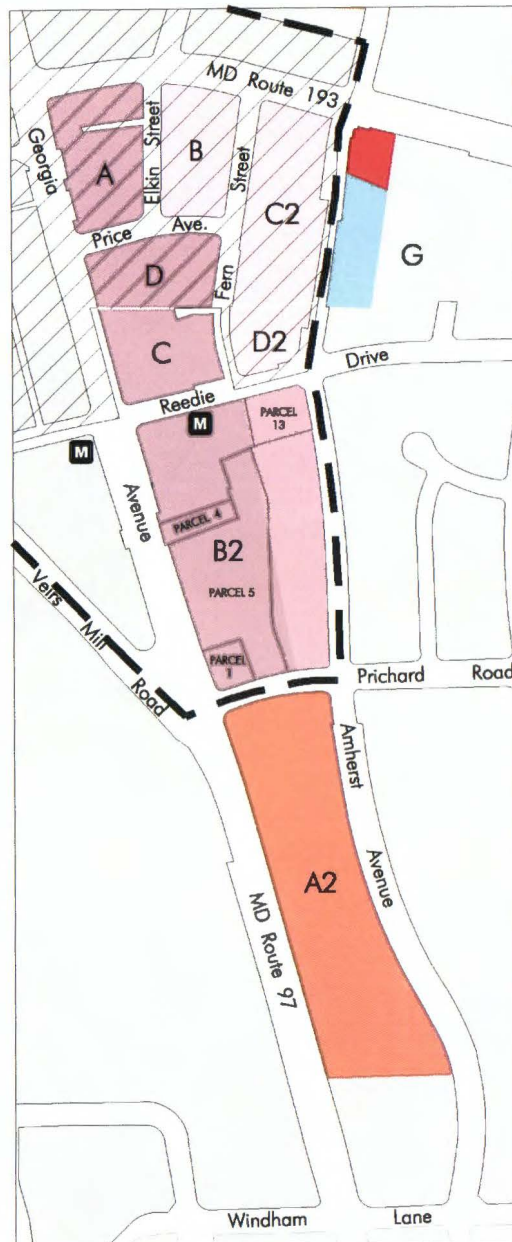 MD Route 193
Georgia
A
Elkin Street
B
Street
C2
G
Price Ave.
D
Fern
D2
C
Reedie Drive
PARCEL
13
M
M
Avenue
PARCEL 4
B2
PARCEL 5
PARCEL
1
Veirs Mill Road
Prichard Road
Amherst Avenue
A2
MD Route 97
Windham Lane